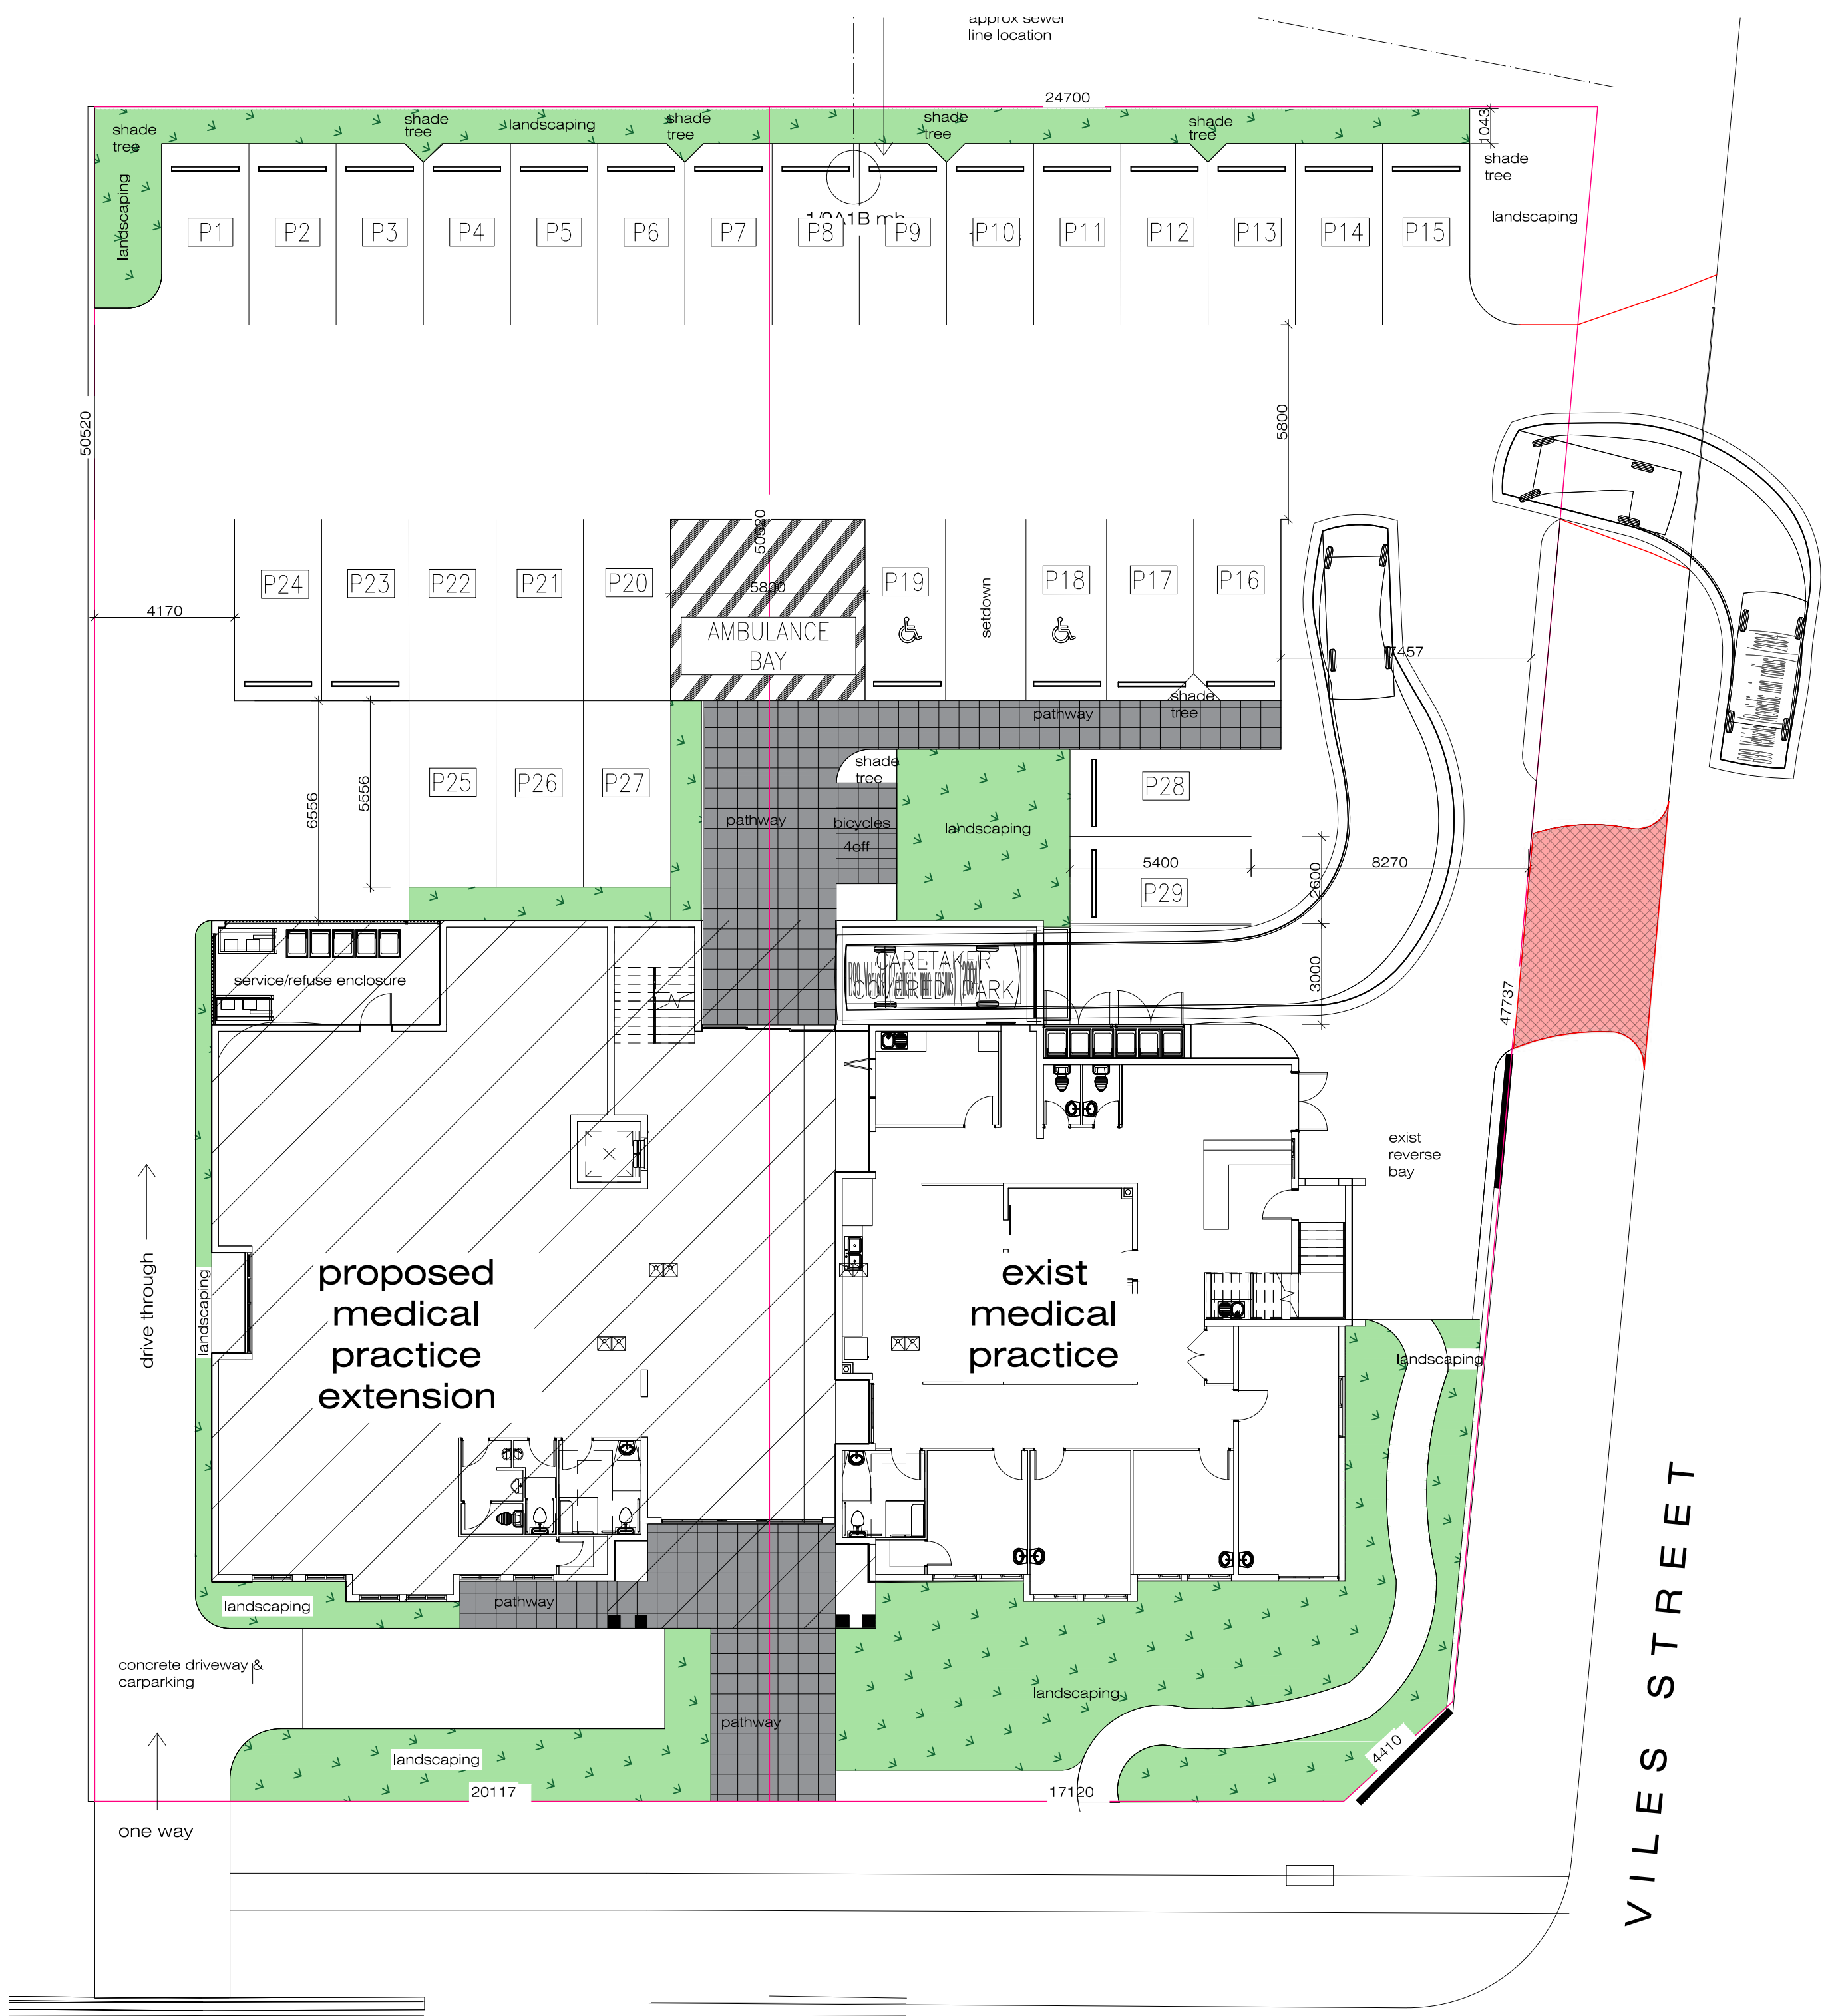 approx sewer
line location
24700
shade
tree
shade
tree
landscaping
shade
tree
shade
tree
shade
tree
1043
shade
tree
landscaping
landscaping
P1
P2
P3
P4
P5
P6
P7
P8
P9
P10
P11
P12
P13
P14
P15
50520
5800
50520
P24
P23
P22
P21
P20
5800
AMBULANCE
BAY
P19
setdown
P18
P17
P16
4170
7457
shade
tree
pathway
6556
5556
P25
P26
P27
pathway
shade
tree
bicycles
4off
landscaping
P28
5400
8270
2600
P29
3000
47737
service/refuse enclosure
CARETAKER
COVERED PARK
exist
reverse
bay
drive through
landscaping
proposed
medical
practice
extension
exist
medical
practice
landscaping
landscaping
pathway
concrete driveway &
carparking
landscaping
pathway
landscaping
4410
20117
17120
one way
VILES STREET